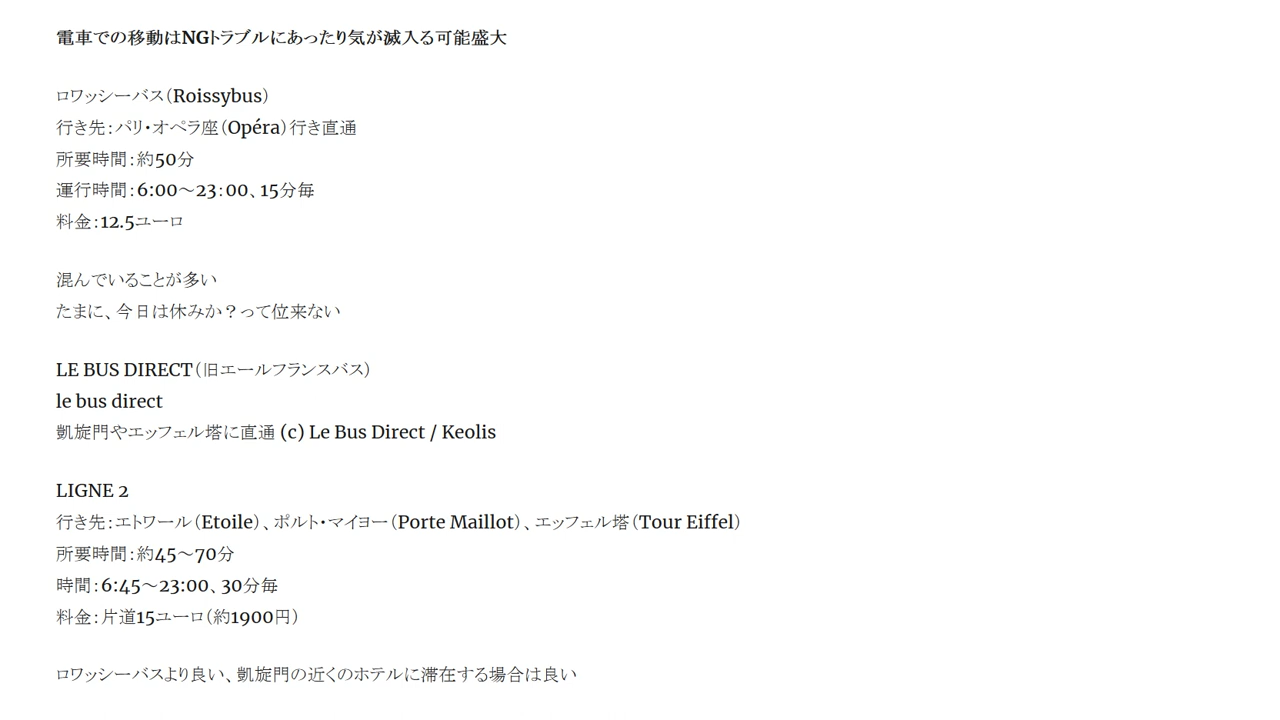 電車での移動はNGトラブルにあったり気が滅入る可能盛大
ロワッシーバス（Roissybus）
行き先：パリ・オペラ座（Opéra）行き直通
所要時間：約50分
運行時間：6:00～23:00、15分毎
料金：12.5ユーロ
混んでいることが多い
たまに、今日は休みか？って位来ない
LE BUS DIRECT（旧エールフランスバス）
le bus direct
凱旋門やエッフェル塔に直通 (c) Le Bus Direct / Keolis
LIGNE 2
行き先：エトワール（Etoile）、ポルト・マイヨー（Porte Maillot）、エッフェル塔（Tour Eiffel）
所要時間：約45～70分
時間：6:45～23:00、30分毎
料金：片道15ユーロ（約1900円）
ロワッシーバスより良い、凱旋門の近くのホテルに滞在する場合は良い